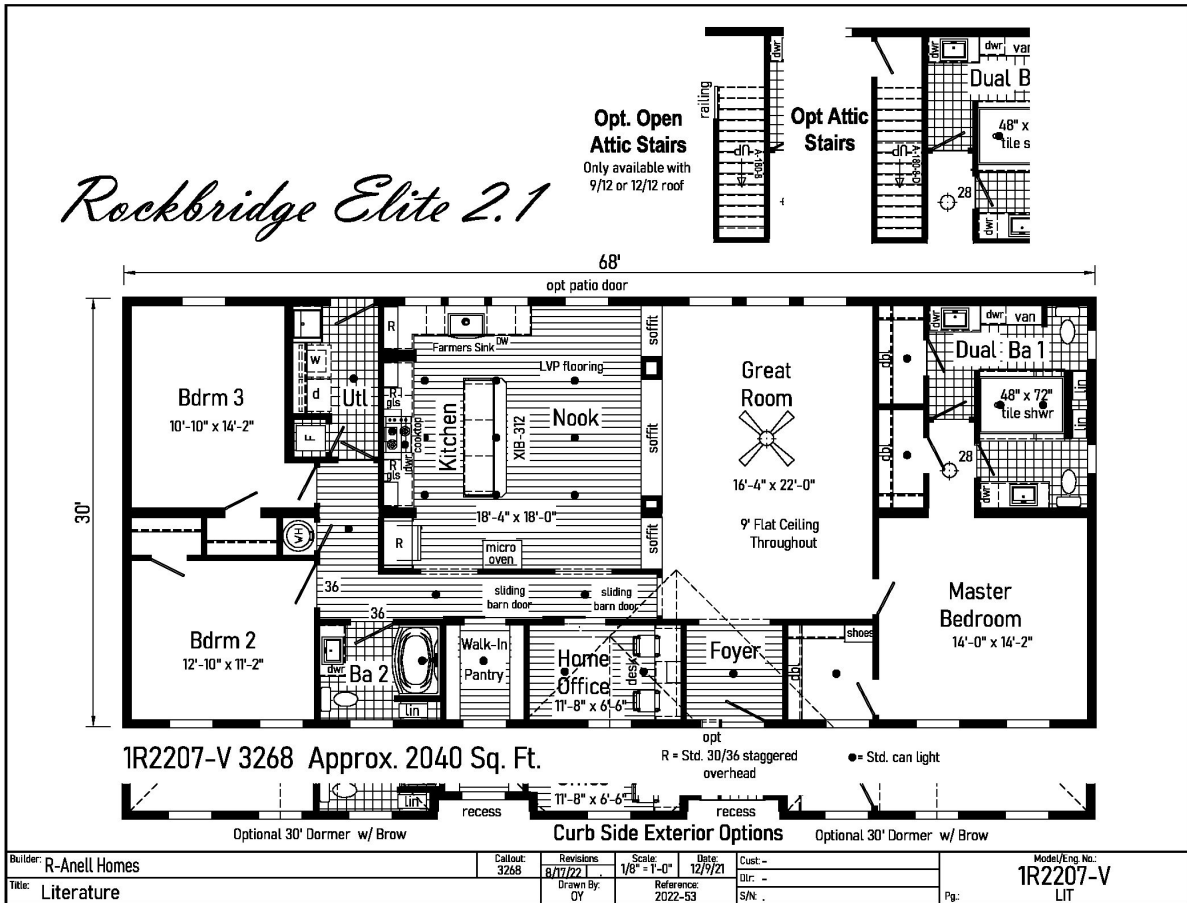 Rockbridge Elite 2.1
Opt. Open
Attic Stairs
Only available with
9/12 or 12/12 roof
railing
UP
A-180-8
dwr
Opt Attic
Stairs
UP
A-180-8-D
dwr
dwr
van
Dual B
48" x
tile s
28
dwr
68'
opt patio door
30'
Bdrm 3
10'-10" x 14'-2"
W
d
Utl
F
R
Farmers Sink
DW
LVP flooring
R
gls
cooktop
dwr
R
gls
Kitchen
XIB-312
Nook
18'-4" x 18'-0"
R
micro
oven
soffit
soffit
soffit
Great
Room
16'-4" x 22'-0"
9' Flat Ceiling
Throughout
dbl
dbl
dwr
dwr
van
Dual Ba 1
48" x 72"
tile shwr
lin
lin
28
dwr
WH
36
36
sliding
barn door
sliding
barn door
Bdrm 2
12'-10" x 11'-2"
dwr
Ba 2
lin
Walk-In
Pantry
Home
Office
11'-8" x 6'-6"
desk
Foyer
shoes
dbl
Master
Bedroom
14'-0" x 14'-2"
1R2207-V 3268 Approx. 2040 Sq. Ft.
opt
R = Std. 30/36 staggered
overhead
●= Std. can light
lin
recess
11'-8" x 6'-6"
recess
Optional 30' Dormer w/ Brow
Curb Side Exterior Options
Optional 30' Dormer w/ Brow
Builder: R-Anell Homes
Callout:
3268
Revisions
8/17/22
Scale:
1/8" = 1'-0"
Date:
12/9/21
Cust: -
Dlr: -
S/N: .
Model/Eng. No.:
1R2207-V
Pg.: LIT
Title: Literature
Drawn By:
OY
Reference:
2022-53